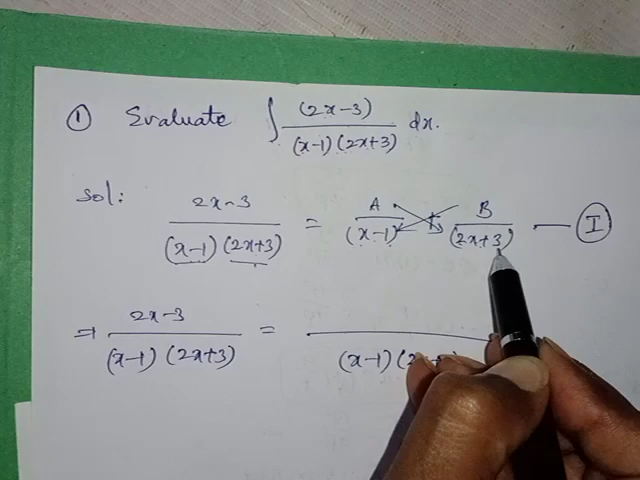 ① Evaluate ∫ (2x-3) / (x-1)(2x+3) dx.
Sol: 2x-3 / (x-1)(2x+3) = A / (x-1) + B / (2x+3) — Ⓘ
⇒ 2x-3 / (x-1)(2x+3) = / (x-1)(